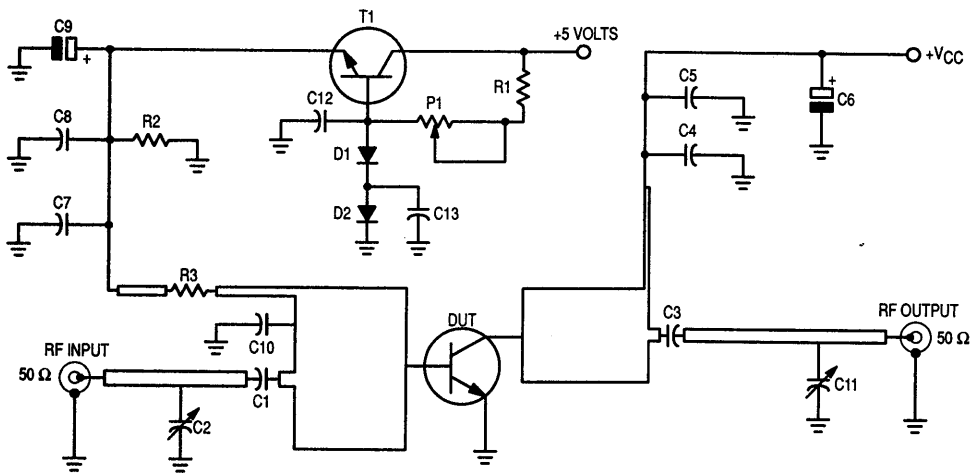 T1
C9
+
+5 VOLTS
+VCC
R1
C5
+
C6
C12
P1
C8
R2
C4
D1
C7
D2
C13
R3
C3
RF OUTPUT
50 Ω
DUT
C10
RF INPUT
50 Ω
C1
C11
C2